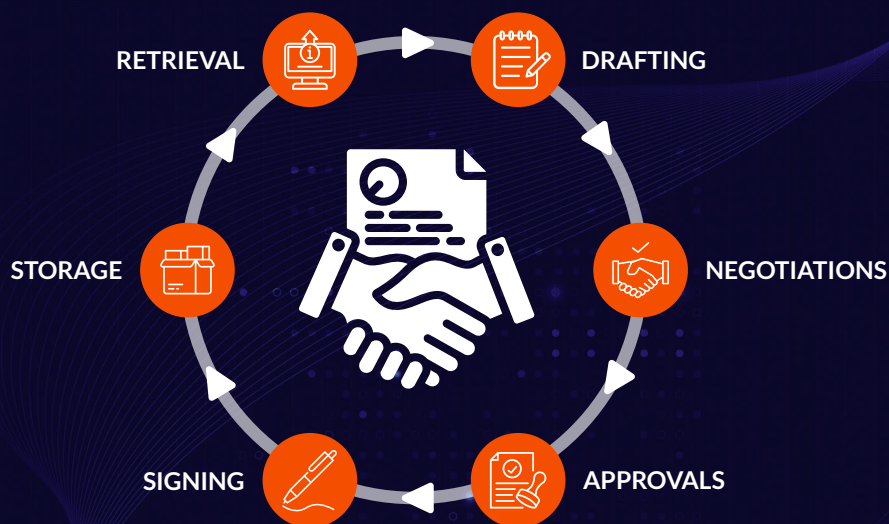 RETRIEVAL
DRAFTING
STORAGE
NEGOTIATIONS
SIGNING
APPROVALS